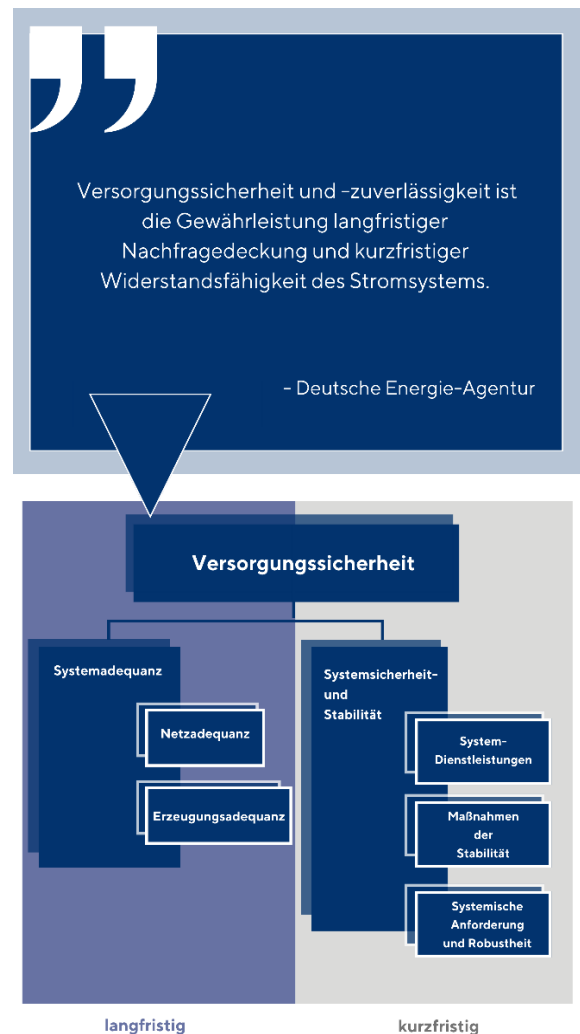 Versorgungssicherheit und -zuverlässigkeit ist
die Gewährleistung langfristiger
Nachfragedeckung und kurzfristiger
Widerstandsfähigkeit des Stromsystems.
- Deutsche Energie-Agentur
Versorgungssicherheit
Systemadequanz
Netzadequanz
Erzeugungsadequanz
Systemsicherheit-
und
Stabilität
System-
Dienstleistungen
Maßnahmen
der
Stabilität
Systemische
Anforderung
und Robustheit
langfristig
kurzfristig